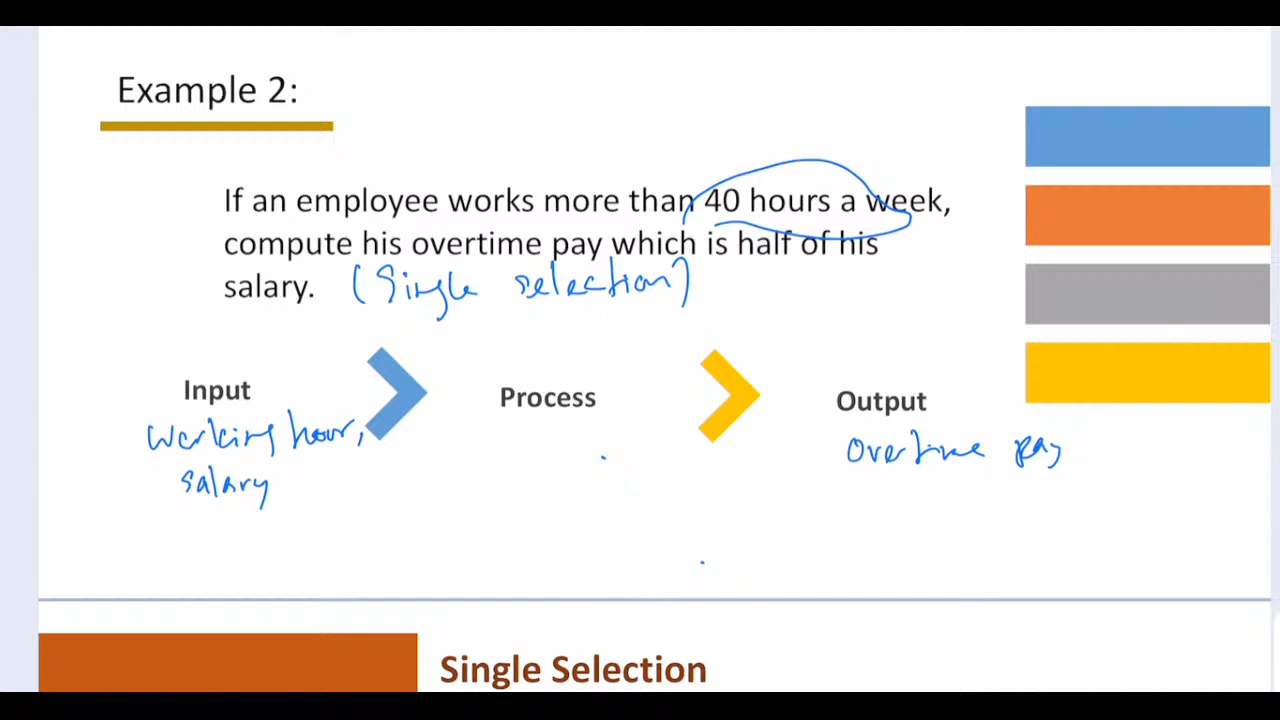 Example 2:
If an employee works more than 40 hours a week,
compute his overtime pay which is half of his
salary. (Single selection)
Input
Process
Output
Working hour,
salary
Overtime pay
Single Selection